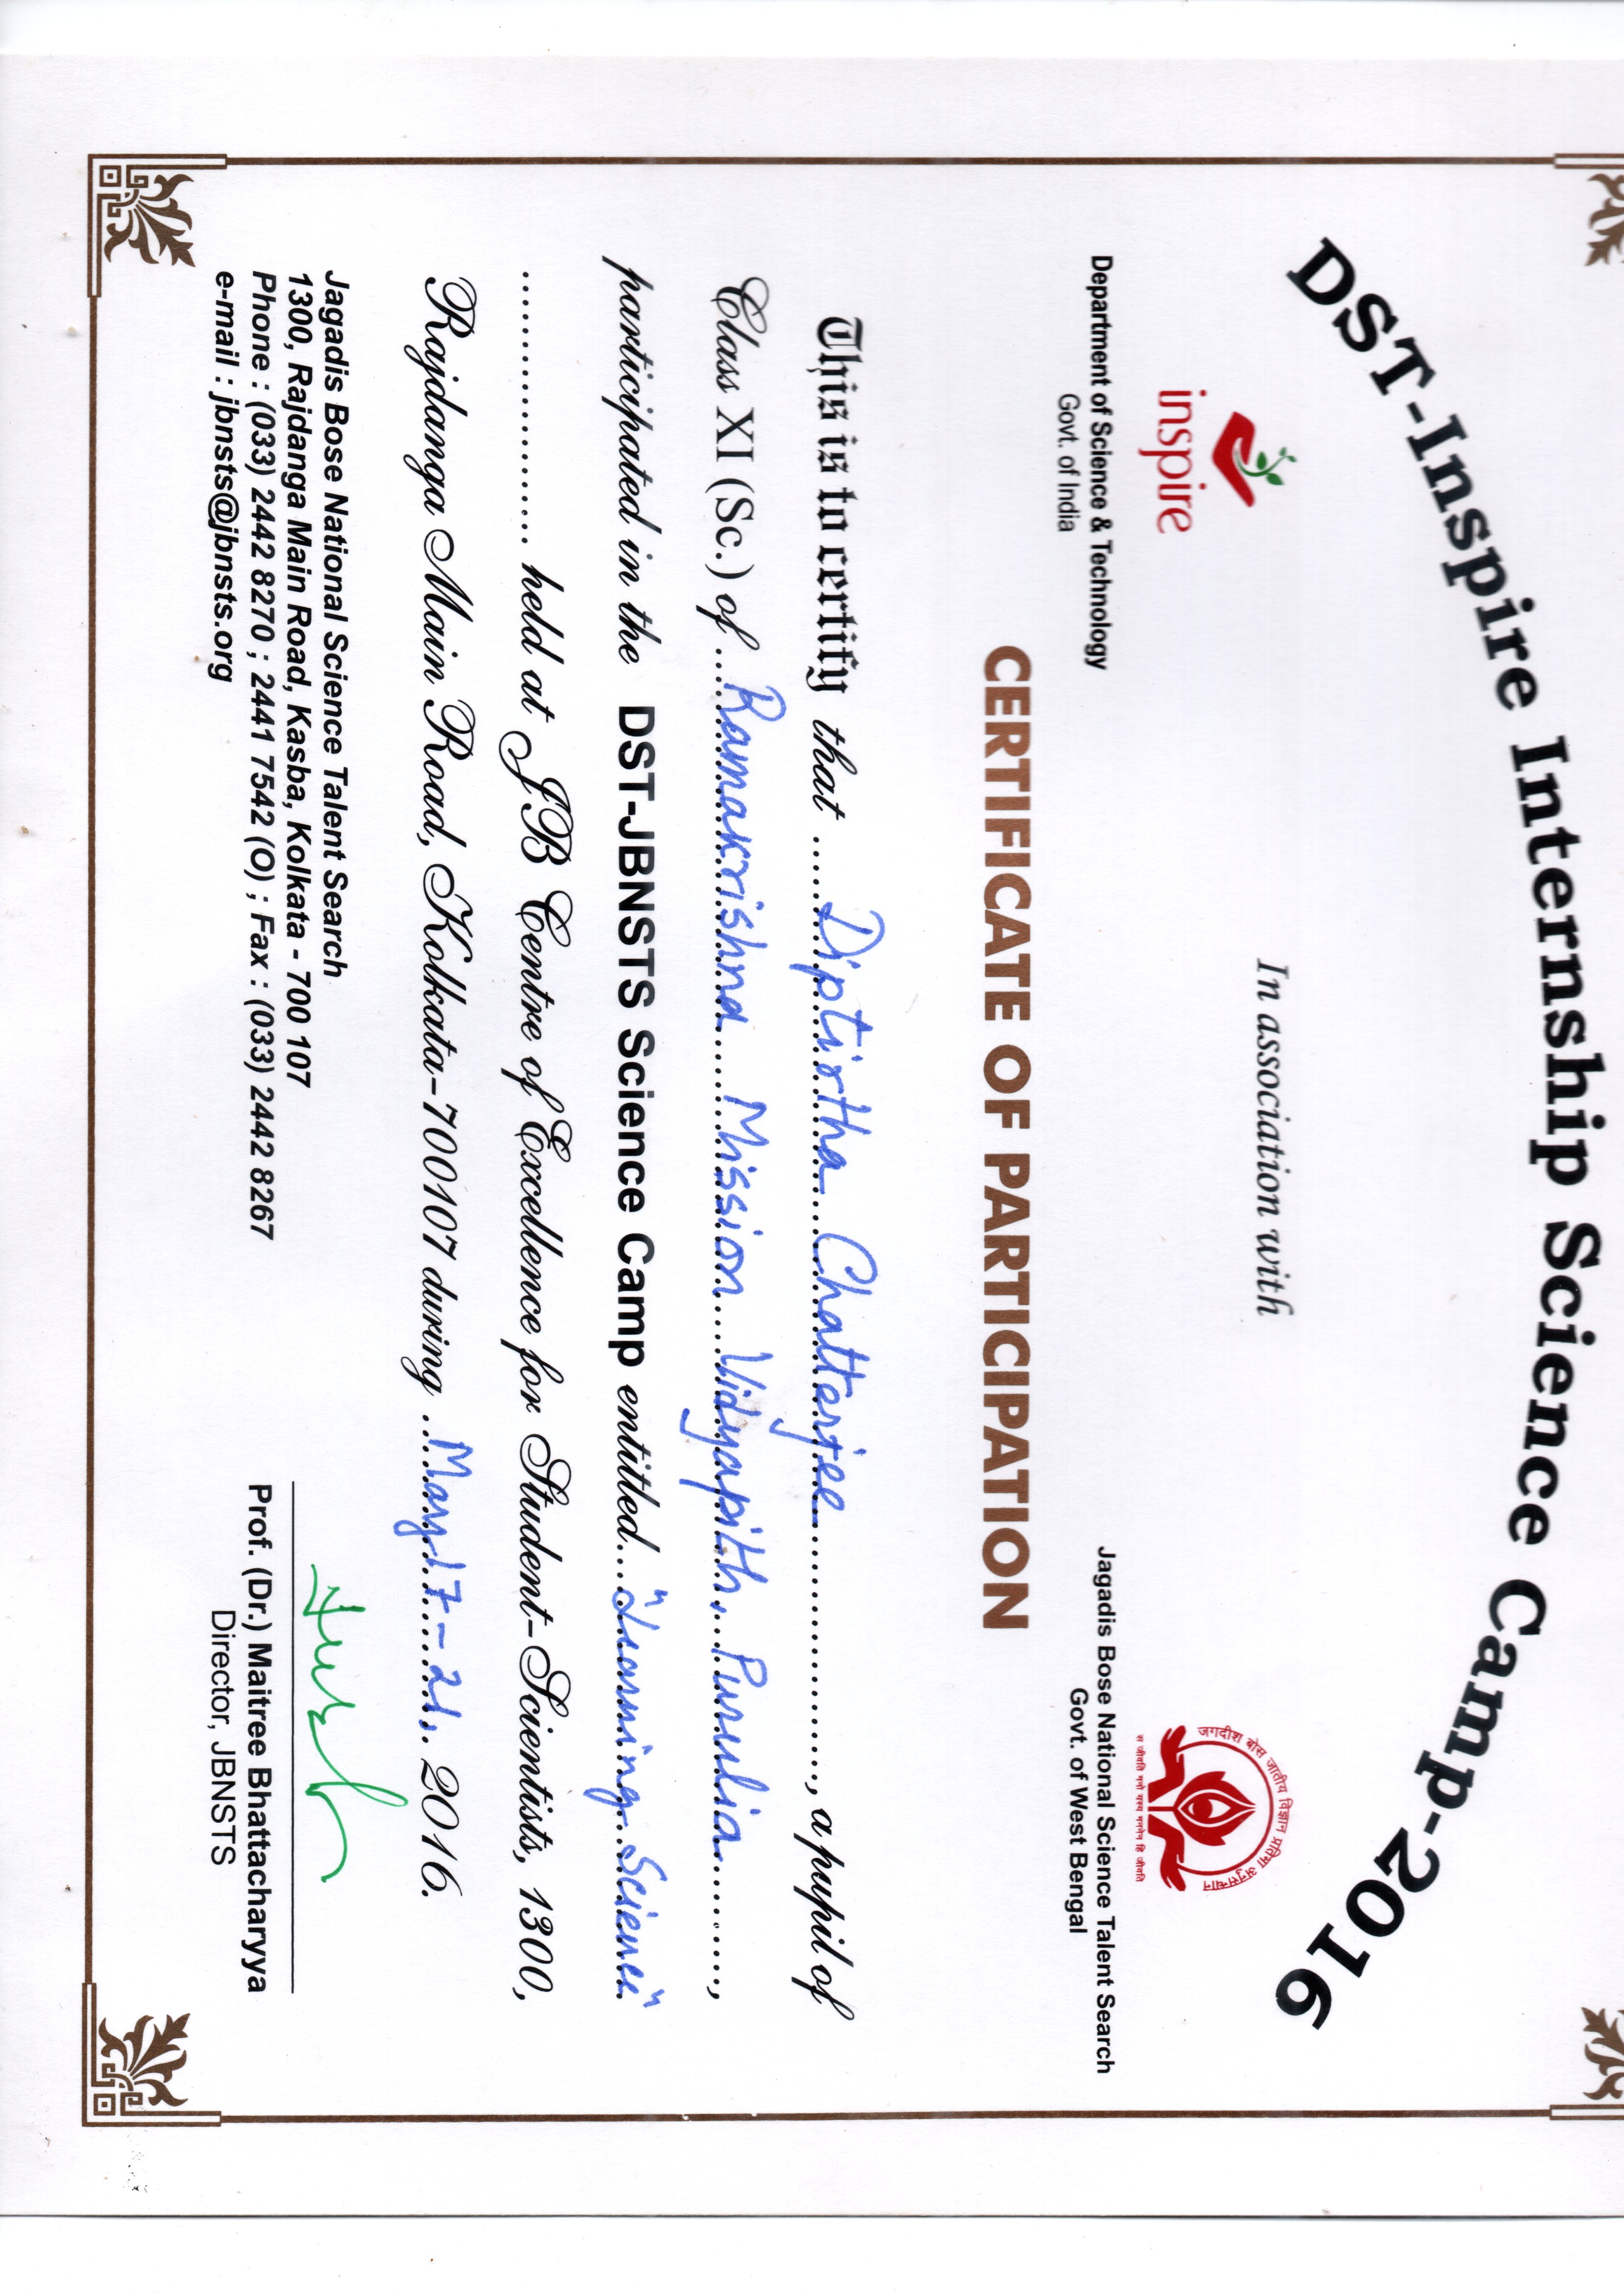 DST-Inspire Internship Science Camp-2016
In association with
inspire
Department of Science & Technology
Govt. of India
जगदीश बोस जातीय विज्ञान प्रतिभा अनुसन्धान
स जीवति मनो यस्य मननेन हि जीवति
Jagadis Bose National Science Talent Search
Govt. of West Bengal
CERTIFICATE OF PARTICIPATION
This is to certify that Diptirtha Chatterjee, a pupil of
Class XI (Sc.) of Ramakrishna Mission Vidyapith, Purulia,
participated in the DST-JBNSTS Science Camp entitled "Learning Science"
held at JB Centre of Excellence for Student-Scientists, 1300,
Rajdanga Main Road, Kolkata-700107 during May 17-21, 2016.
Jagadis Bose National Science Talent Search
1300, Rajdanga Main Road, Kasba, Kolkata - 700 107
Phone : (033) 2442 8270 ; 2441 7542 (O) ; Fax : (033) 2442 8267
e-mail : jbnsts@jbnsts.org
Prof. (Dr.) Maitree Bhattacharyya
Director, JBNSTS